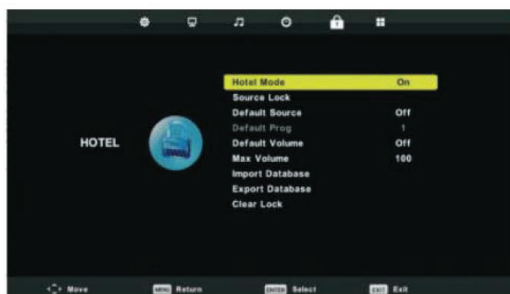 Hotel Mode On
Source Lock
Default Source Off
Default Prog 1
HOTEL
Default Volume Off
Max Volume 100
Import Database
Export Database
Clear Lock
Move MENU Return ENTER Select EXIT Exit